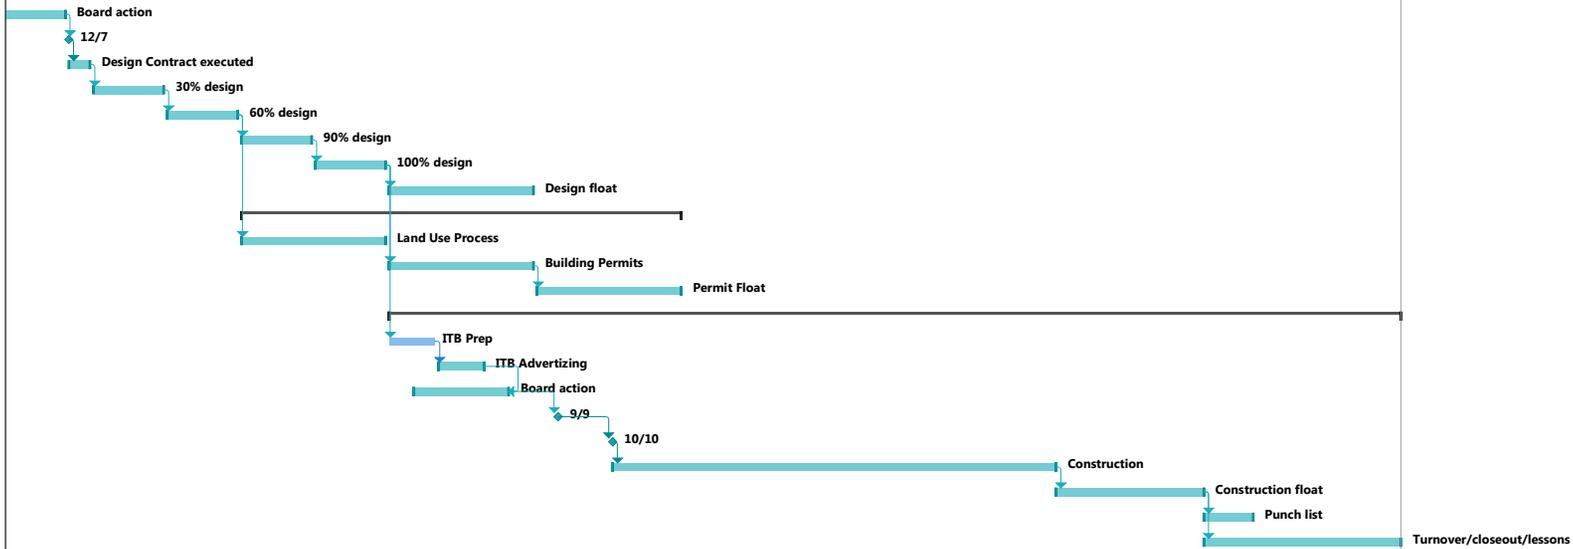 Board action
12/7
Design Contract executed
30% design
60% design
90% design
100% design
Design float
Land Use Process
Building Permits
Permit Float
ITB Prep
ITB Advertizing
Board action
9/9
10/10
Construction
Construction float
Punch list
Turnover/closeout/lessons